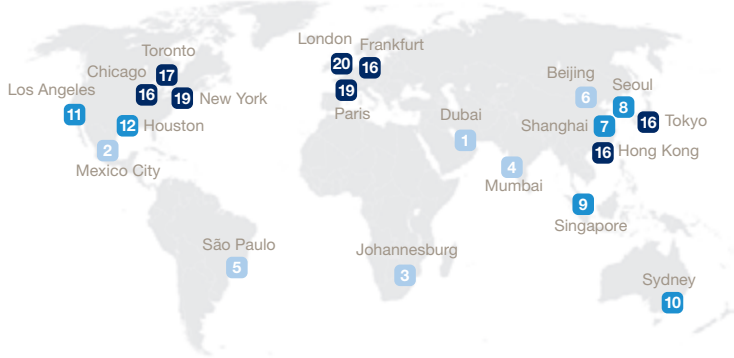 London
Toronto
Frankfurt
20
16
Chicago
17
Beijing
Seoul
Los Angeles
16
19
New York
19
6
8
11
Paris
Dubai
12
Houston
Shanghai
7
16
Tokyo
2
1
16
Hong Kong
Mexico City
4
Mumbai
9
Singapore
São Paulo
Johannesburg
5
3
Sydney
10